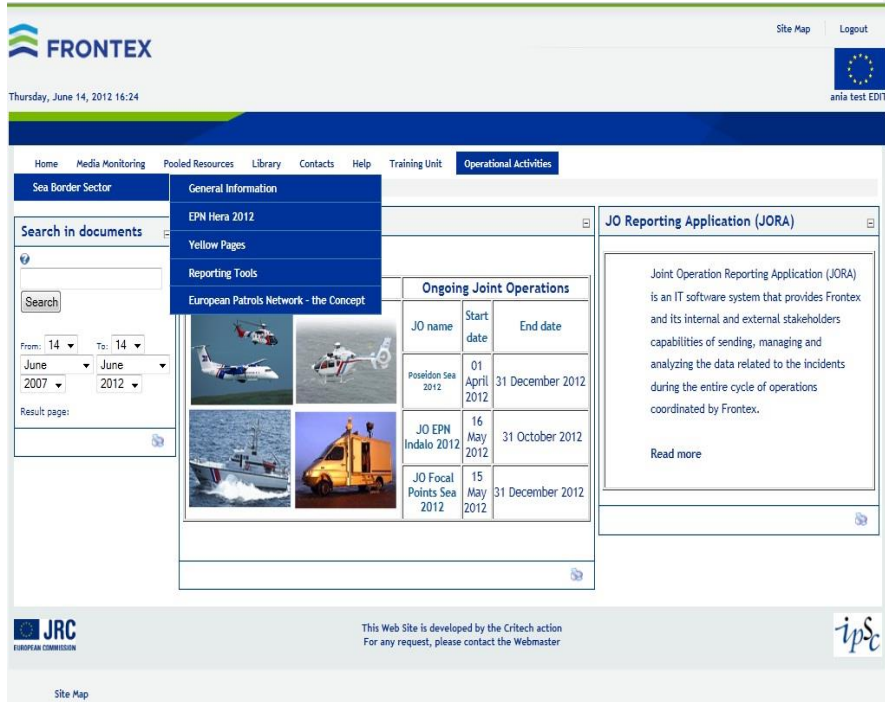 Site Map Logout
FRONTEX
Thursday, June 14, 2012 16:24
ania test EDIT
Home Media Monitoring Pooled Resources Library Contacts Help Training Unit Operational Activities
Sea Border Sector
General Information
EPN Hera 2012
Yellow Pages
Reporting Tools
European Patrols Network - the Concept
Search in documents
Search
From: 14 To: 14
June June
2007 2012
Result page:
Ongoing Joint Operations
JO name Start date End date
Poseidon Sea 2012 01 April 2012 31 December 2012
JO EPN Indalo 2012 16 May 2012 31 October 2012
JO Focal Points Sea 2012 15 May 2012 31 December 2012
JO Reporting Application (JORA)
Joint Operation Reporting Application (JORA)
is an IT software system that provides Frontex
and its internal and external stakeholders
capabilities of sending, managing and
analyzing the data related to the incidents
during the entire cycle of operations
coordinated by Frontex.
Read more
JRC
EUROPEAN COMMISSION
This Web Site is developed by the Critech action
For any request, please contact the Webmaster
ipsc
Site Map